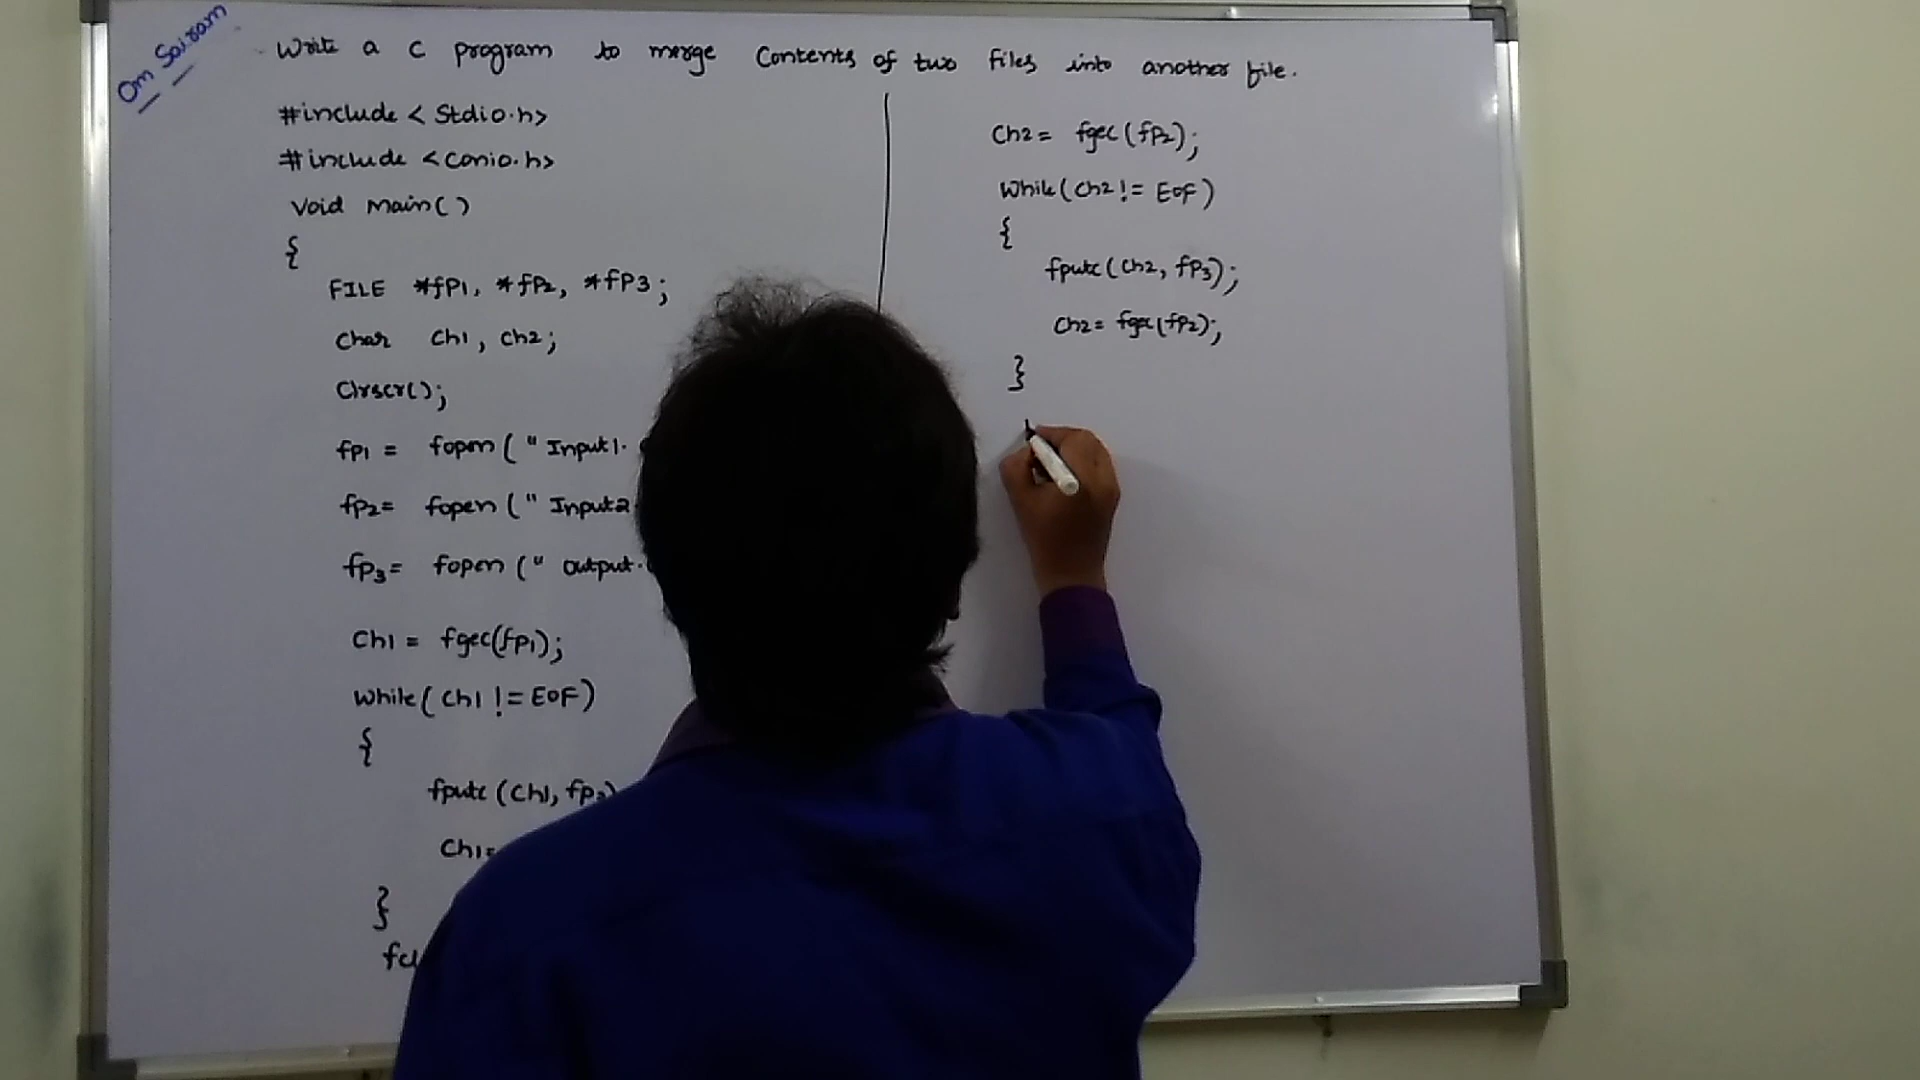 Om Sairam
Write a C program to merge Contents of two files into another file.
#include < Stdio.h>
#include <conio.h>
void main( )
{
FILE *fp1, *fp2, *fp3;
char ch1, ch2;
Clrscr();
fp1 = fopen ( " Input1.
fp2= fopen ( " Input2.
fp3= fopen ( " output.
Ch1 = fgec(fp1);
while( ch1 != EOF)
{
fputc (ch1, fp3)
Ch1=
}
fcl
Ch2= fgec (fp2);
while( ch2 != EOF)
{
fputc( ch2, fp3);
Ch2= fgec(fp2);
}